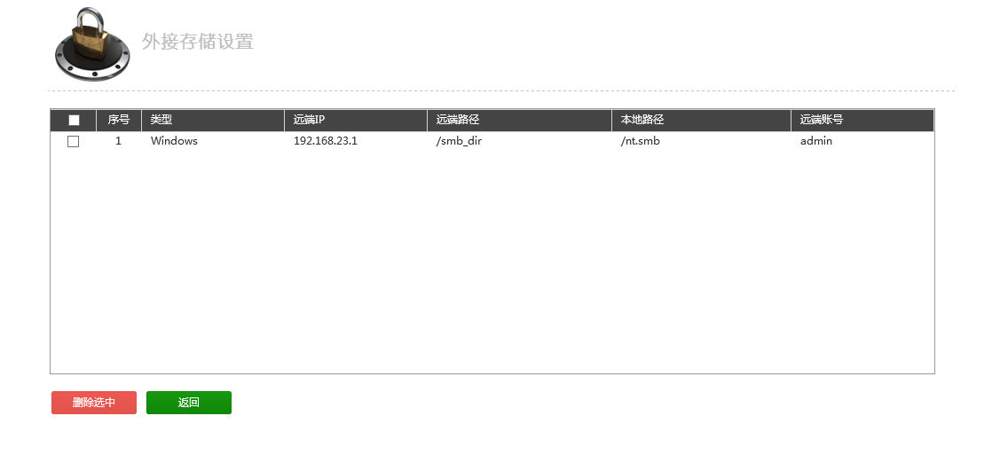 外接存储设置
序号 类型 远端IP 远端路径 本地路径 远端账号
1 Windows 192.168.23.1 /smb_dir /nt.smb admin
删除选中 返回